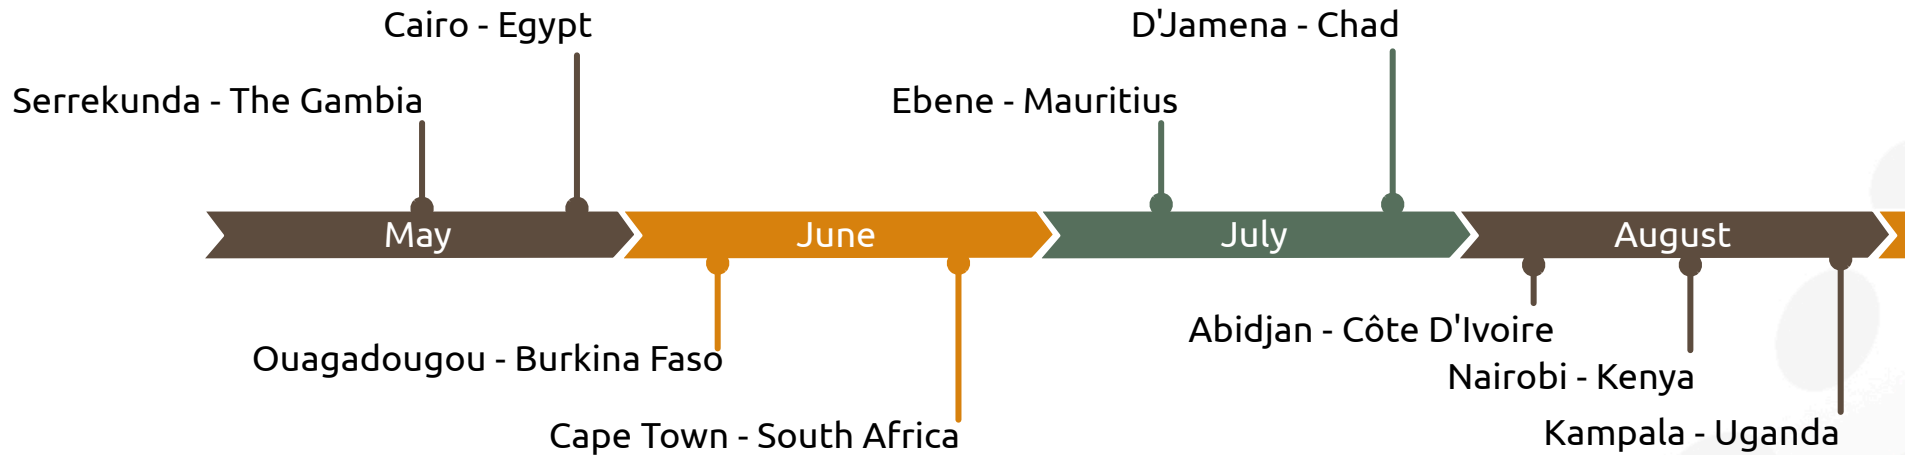 Cairo - Egypt
D'Jamena - Chad
Serrekunda - The Gambia
Ebene - Mauritius
May
June
July
August
Abidjan - Côte D'Ivoire
Ouagadougou - Burkina Faso
Nairobi - Kenya
Cape Town - South Africa
Kampala - Uganda